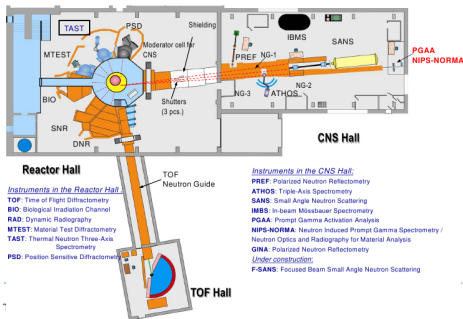 TAST
PSD
Shielding
Moderator cell for
CNS
MTEST
IBMS
SANS
PREF
NG-1
PGAA
NIPS-NORMA
BIO
Shutters
(3 pcs.)
NG-3
ATHOS
NG-2
SNR
DNR
CNS Hall
Reactor Hall
TOF
Neutron Guide
Instruments in the Reactor Hall :
TOF: Time of Flight Diffractometry
BIO: Biological Irradiation Channel
RAD: Dynamic Radiography
MTEST: Material Test Diffractometry
TAST: Thermal Neutron Three-Axis
Spectrometry
PSD: Position Sensitive Diffractometry
Instruments in the CNS Hall:
PREF: Polarized Neutron Reflectometry
ATHOS: Triple-Axis Spectrometry
SANS: Small Angle Neutron Scattering
IMBS: In-beam Mössbauer Spectrometry
PGAA: Prompt Gamma Activation Analysis
NIPS-NORMA: Neutron Induced Prompt Gamma Spectrometry /
Neutron Optics and Radiography for Material Analysis
GINA: Polarized Neutron Reflectometry
Under construction:
F-SANS: Focused Beam Small Angle Neutron Scattering
TOF Hall